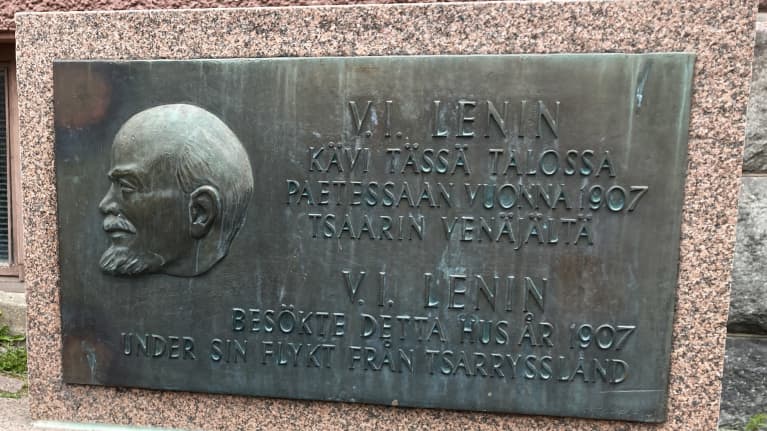 V. I. LENIN
KÄVI TÄSSÄ TALOSSA
PAETESSAAN VUONNA 1907
TSAARIN VENÄJÄLTÄ
V. I. LENIN
BESÖKTE DETTA HUS ÅR 1907
UNDER SIN FLYKT FRÅN TSARRYSSLAND